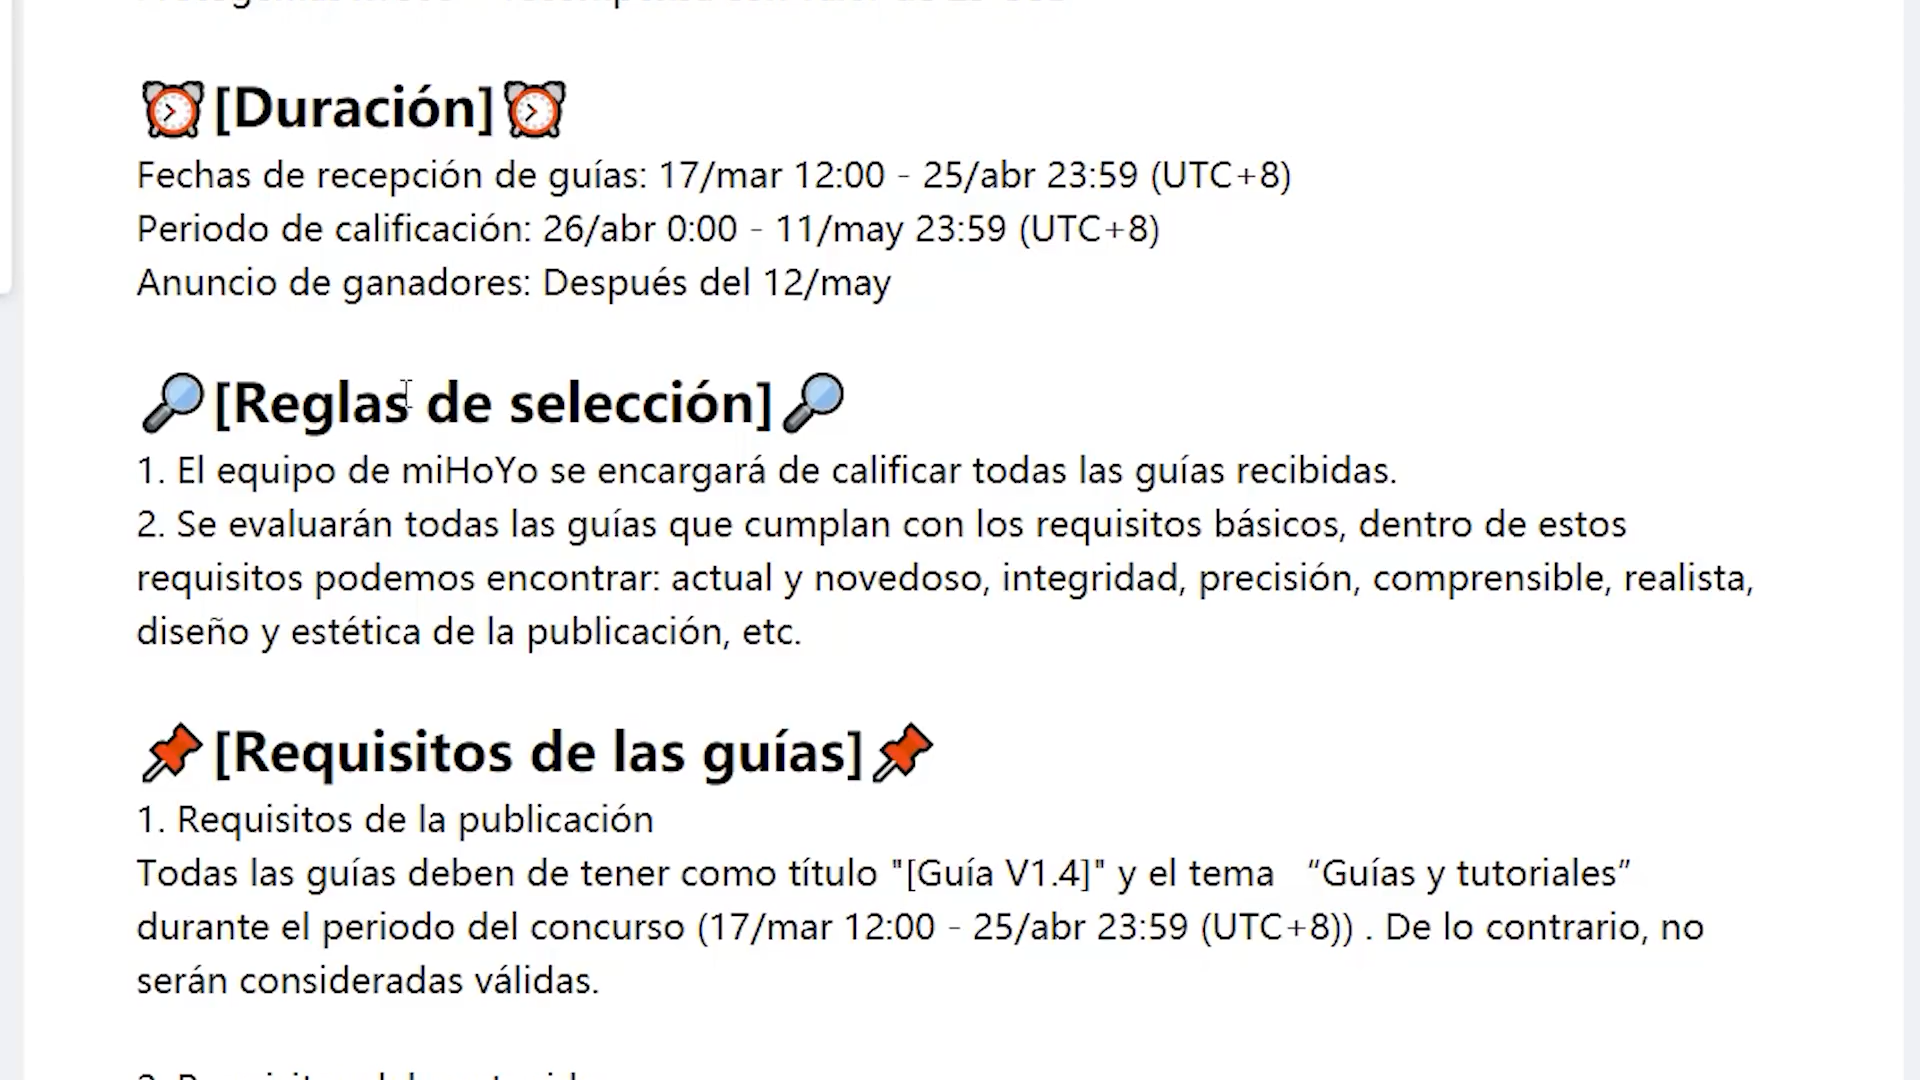 ⏰[Duración]⏰
Fechas de recepción de guías: 17/mar 12:00 - 25/abr 23:59 (UTC+8)
Periodo de calificación: 26/abr 0:00 - 11/may 23:59 (UTC+8)
Anuncio de ganadores: Después del 12/may
🔎[Reglas de selección]🔎
1. El equipo de miHoYo se encargará de calificar todas las guías recibidas.
2. Se evaluarán todas las guías que cumplan con los requisitos básicos, dentro de estos
requisitos podemos encontrar: actual y novedoso, integridad, precisión, comprensible, realista,
diseño y estética de la publicación, etc.
📌[Requisitos de las guías]📌
1. Requisitos de la publicación
Todas las guías deben de tener como título "[Guía V1.4]" y el tema “Guías y tutoriales”
durante el periodo del concurso (17/mar 12:00 - 25/abr 23:59 (UTC+8)) . De lo contrario, no
serán consideradas válidas.